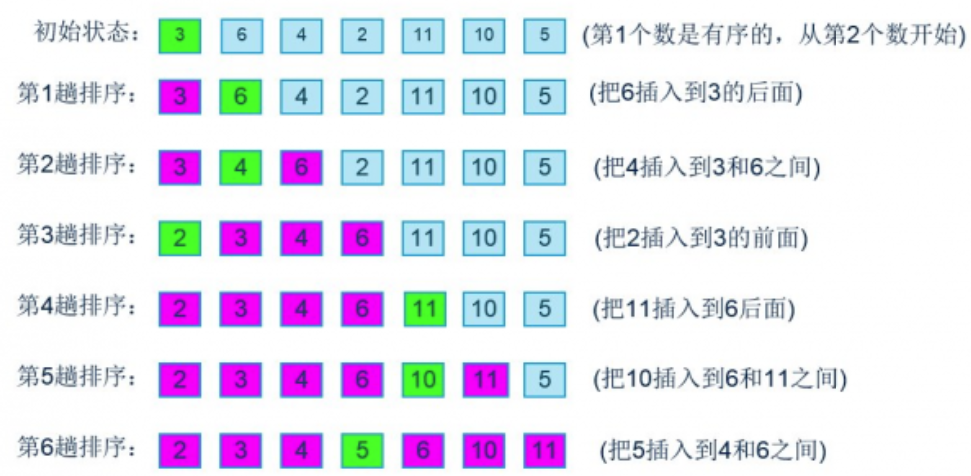 初始状态： 3 6 4 2 11 10 5 (第1个数是有序的，从第2个数开始)
第1趟排序： 3 6 4 2 11 10 5 (把6插入到3的后面)
第2趟排序： 3 4 6 2 11 10 5 (把4插入到3和6之间)
第3趟排序： 2 3 4 6 11 10 5 (把2插入到3的前面)
第4趟排序： 2 3 4 6 11 10 5 (把11插入到6后面)
第5趟排序： 2 3 4 6 10 11 5 (把10插入到6和11之间)
第6趟排序： 2 3 4 5 6 10 11 (把5插入到4和6之间)